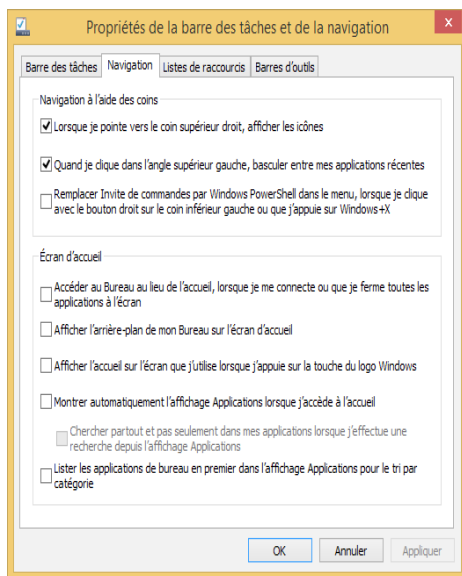 Propriétés de la barre des tâches et de la navigation
x
Barre des tâches Navigation Listes de raccourcis Barres d'outils
Navigation à l'aide des coins
Lorsque je pointe vers le coin supérieur droit, afficher les icônes
Quand je clique dans l'angle supérieur gauche, basculer entre mes applications récentes
Remplacer Invite de commandes par Windows PowerShell dans le menu, lorsque je clique
avec le bouton droit sur le coin inférieur gauche ou que j'appuie sur Windows+X
Écran d'accueil
Accéder au Bureau au lieu de l'accueil, lorsque je me connecte ou que je ferme toutes les
applications à l'écran
Afficher l'arrière-plan de mon Bureau sur l'écran d'accueil
Afficher l'accueil sur l'écran que j'utilise lorsque j'appuie sur la touche du logo Windows
Montrer automatiquement l'affichage Applications lorsque j'accède à l'accueil
Chercher partout et pas seulement dans mes applications lorsque j'effectue une
recherche depuis l'affichage Applications
Lister les applications de bureau en premier dans l'affichage Applications pour le tri par
catégorie
OK Annuler Appliquer